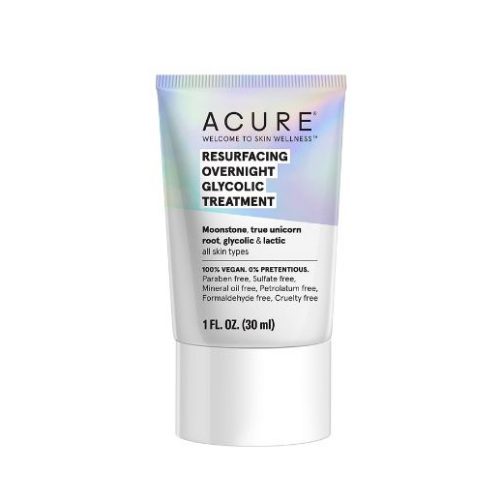 ACURE®
WELCOME TO SKIN WELLNESS™
RESURFACING
OVERNIGHT
GLYCOLIC
TREATMENT
Moonstone, true unicorn
root, glycolic & lactic
all skin types
100% VEGAN. 0% PRETENTIOUS.
Paraben free, Sulfate free,
Mineral oil free, Petrolatum free,
Formaldehyde free, Cruelty free
1 FL. OZ. (30 ml)